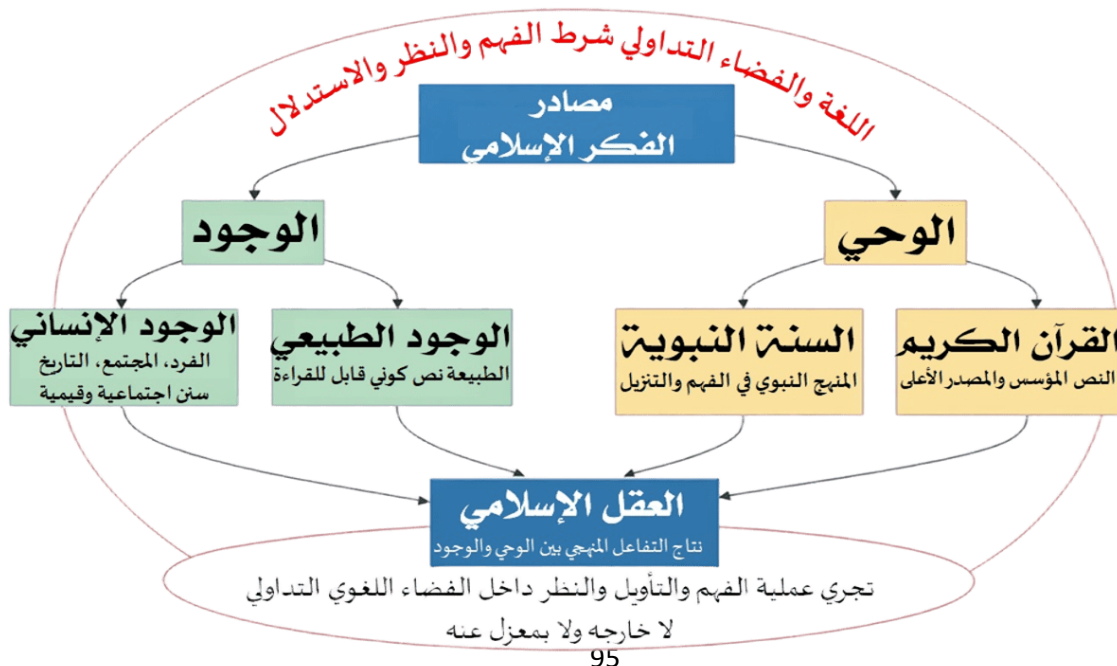 اللغة والفضاء التداولي شرط الفهم والنظر والاستدلال
مصادر
الفكر الإسلامي
الوحي
الوجود
القرآن الكريم
النص المؤسس والمصدر الأعلى
السنة النبوية
المنهج النبوي في الفهم والتنزيل
الوجود الطبيعي
الطبيعة نص كوني قابل للقراءة
الوجود الإنساني
الفرد، المجتمع، التاريخ
سنن اجتماعية وقيمية
العقل الإسلامي
نتاج التفاعل المنهجي بين الوحي والوجود
تجري عملية الفهم والتأويل والنظر داخل الفضاء اللغوي التداولي
لا خارجه ولا بمعزل عنه
95